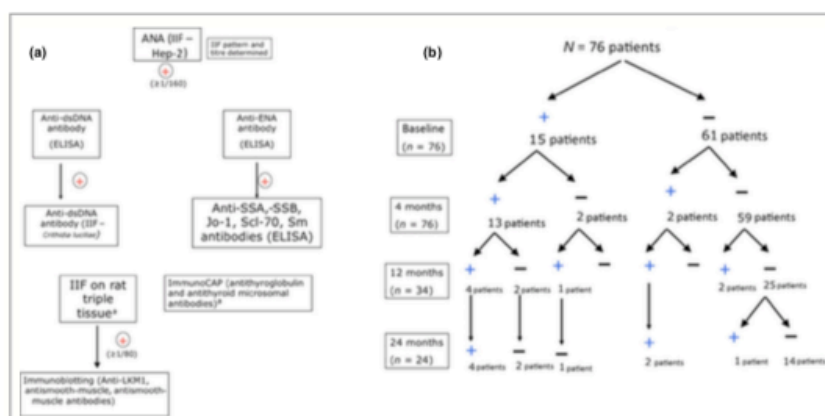 (a)
ANA (IIF –
Hep-2)
IIF pattern and
titre determined
+
(≥1/160)
Anti-dsDNA
antibody
(ELISA)
Anti-ENA
antibody
(ELISA)
+
+
Anti-dsDNA
antibody (IIF –
Crithidia luciliae)
Anti-SSA,-SSB,
Jo-1, Scl-70, Sm
antibodies (ELISA)
IIF on rat
triple
tissueª
ImmunoCAP (antithyroglobulin
and antithyroid microsomal
antibodies)ª
+
(≥1/80)
Immunoblotting (Anti-LKM1,
antismooth-muscle, antismooth-
muscle antibodies)
(b)
N = 76 patients
+ −
Baseline
(n = 76)
15 patients
61 patients
+ − + −
4 months
(n = 76)
13 patients
2 patients
2 patients
59 patients
+ − + − + − + −
12 months
(n = 34)
4 patients
2 patients
1 patient
2 patients
25 patients
24 months
(n = 24)
+ − − + + −
4 patients
2 patients
1 patient
2 patients
1 patient
14 patients